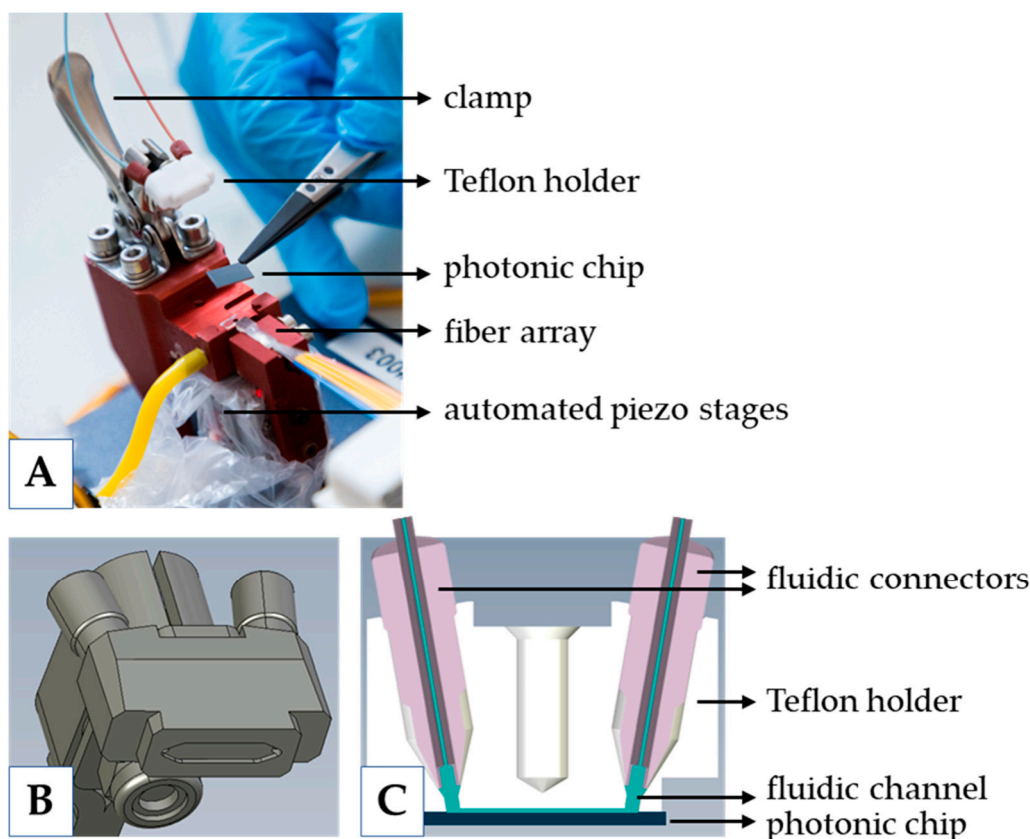 clamp
Teflon holder
photonic chip
fiber array
automated piezo stages
A
fluidic connectors
Teflon holder
fluidic channel
photonic chip
B
C